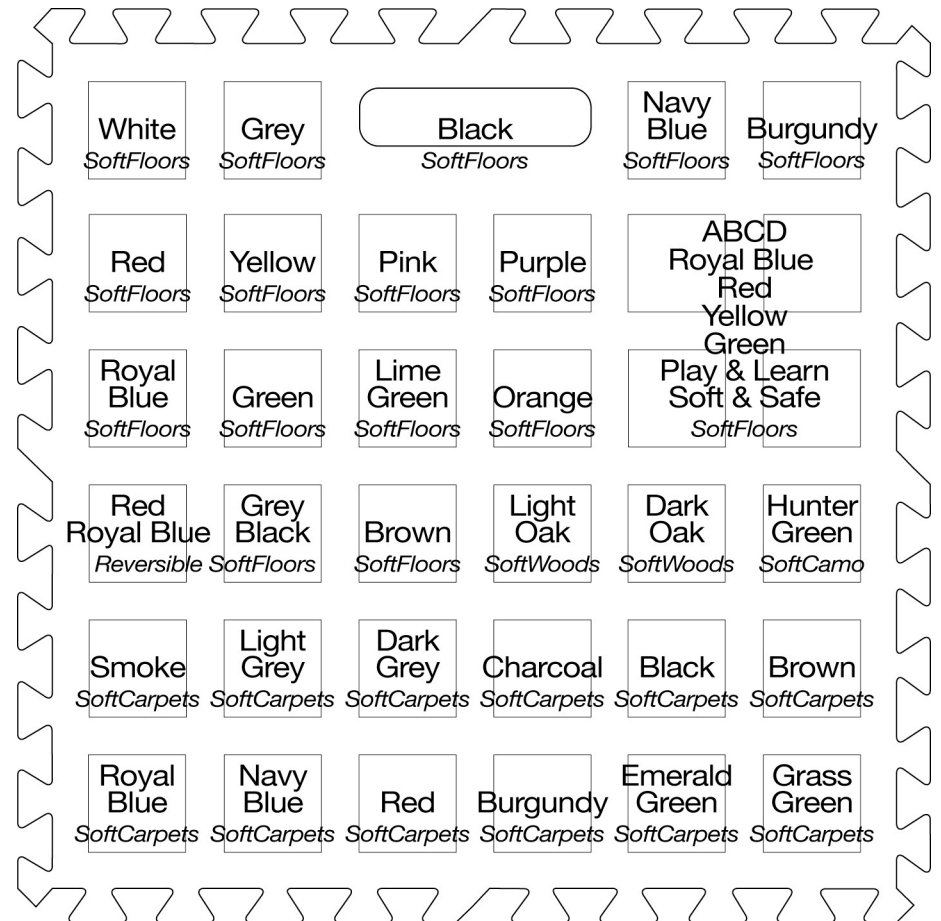 White
SoftFloors
Grey
SoftFloors
Black
SoftFloors
Navy
Blue
SoftFloors
Burgundy
SoftFloors
Red
SoftFloors
Yellow
SoftFloors
Pink
SoftFloors
Purple
SoftFloors
ABCD
Royal Blue
Red
Yellow
Green
Play & Learn
Soft & Safe
SoftFloors
Royal
Blue
SoftFloors
Green
SoftFloors
Lime
Green
SoftFloors
Orange
SoftFloors
Red
Royal Blue
Grey
Black
Reversible SoftFloors
Brown
SoftFloors
Light
Oak
SoftWoods
Dark
Oak
SoftWoods
Hunter
Green
SoftCamo
Smoke
SoftCarpets
Light
Grey
SoftCarpets
Dark
Grey
SoftCarpets
Charcoal
SoftCarpets
Black
SoftCarpets
Brown
SoftCarpets
Royal
Blue
SoftCarpets
Navy
Blue
SoftCarpets
Red
SoftCarpets
Burgundy
SoftCarpets
Emerald
Green
SoftCarpets
Grass
Green
SoftCarpets